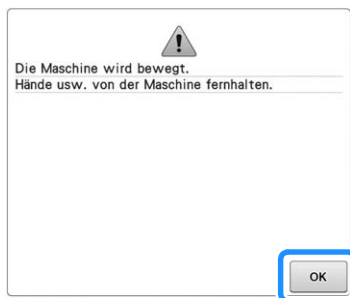 Die Maschine wird bewegt.
Hände usw. von der Maschine fernhalten.
OK